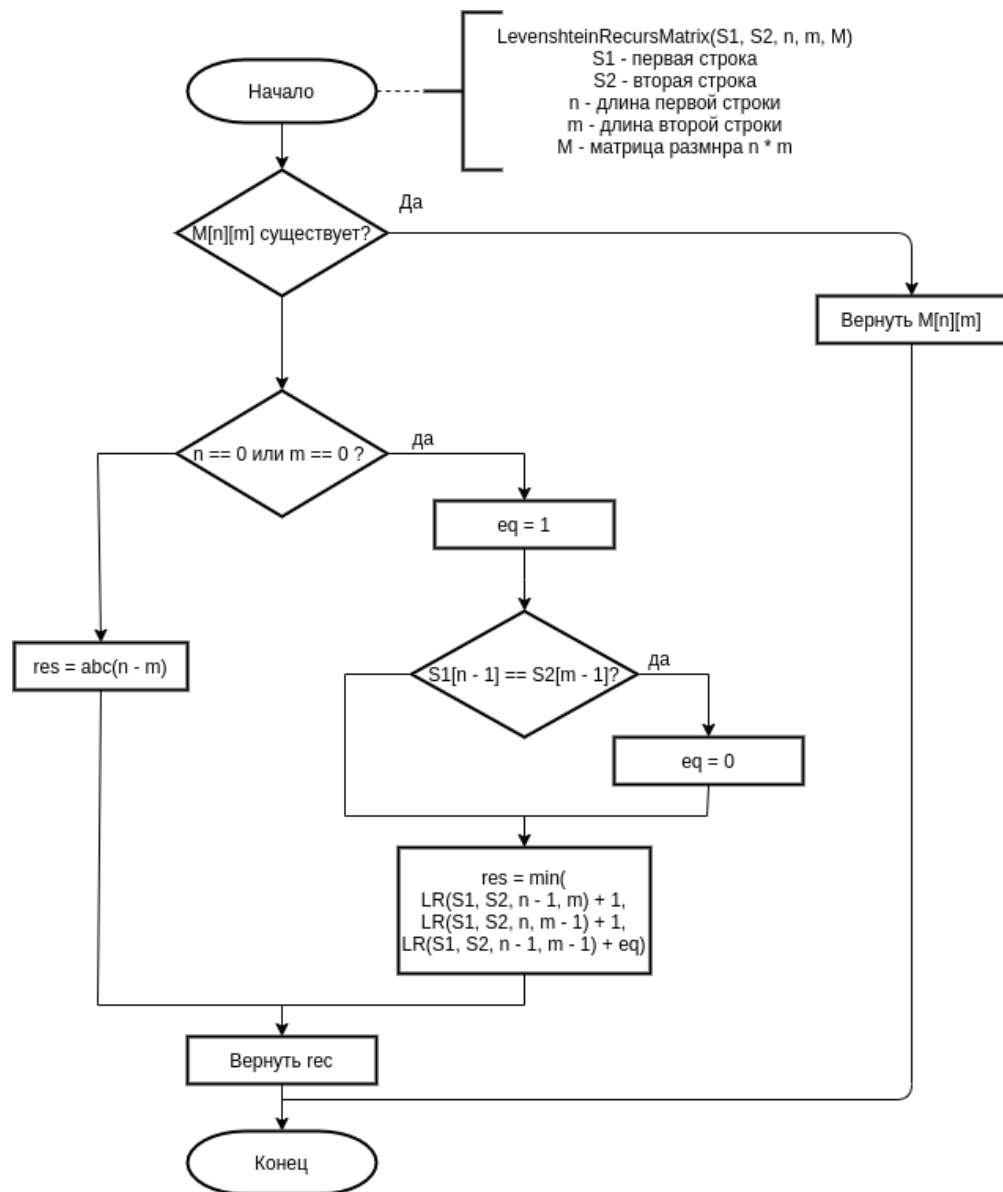 LevenshteinRecursMatrix(S1, S2, n, m, M)
S1 - первая строка
S2 - вторая строка
n - длина первой строки
m - длина второй строки
M - матрица размнра n * m
Начало
Да
M[n][m] существует?
Вернуть M[n][m]
да
n == 0 или m == 0 ?
eq = 1
да
S1[n - 1] == S2[m - 1]?
res = abc(n - m)
eq = 0
res = min(
LR(S1, S2, n - 1, m) + 1,
LR(S1, S2, n, m - 1) + 1,
LR(S1, S2, n - 1, m - 1) + eq)
Вернуть rec
Конец